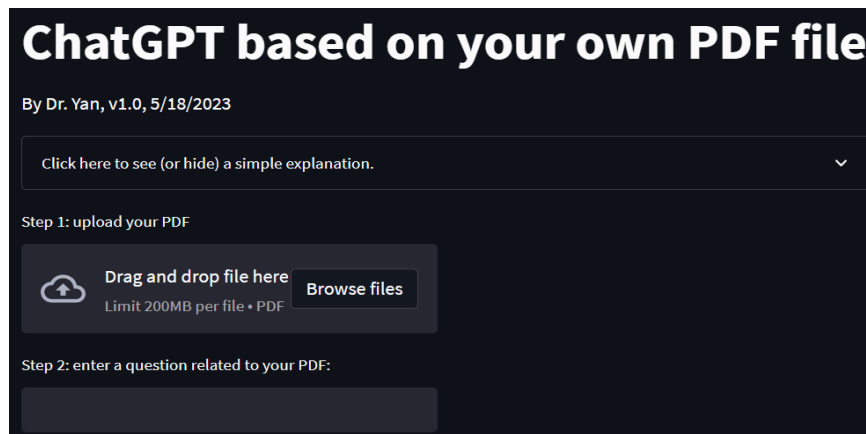 ChatGPT based on your own PDF file
By Dr. Yan, v1.0, 5/18/2023
Click here to see (or hide) a simple explanation.
Step 1: upload your PDF
Drag and drop file here
Limit 200MB per file • PDF
Browse files
Step 2: enter a question related to your PDF: